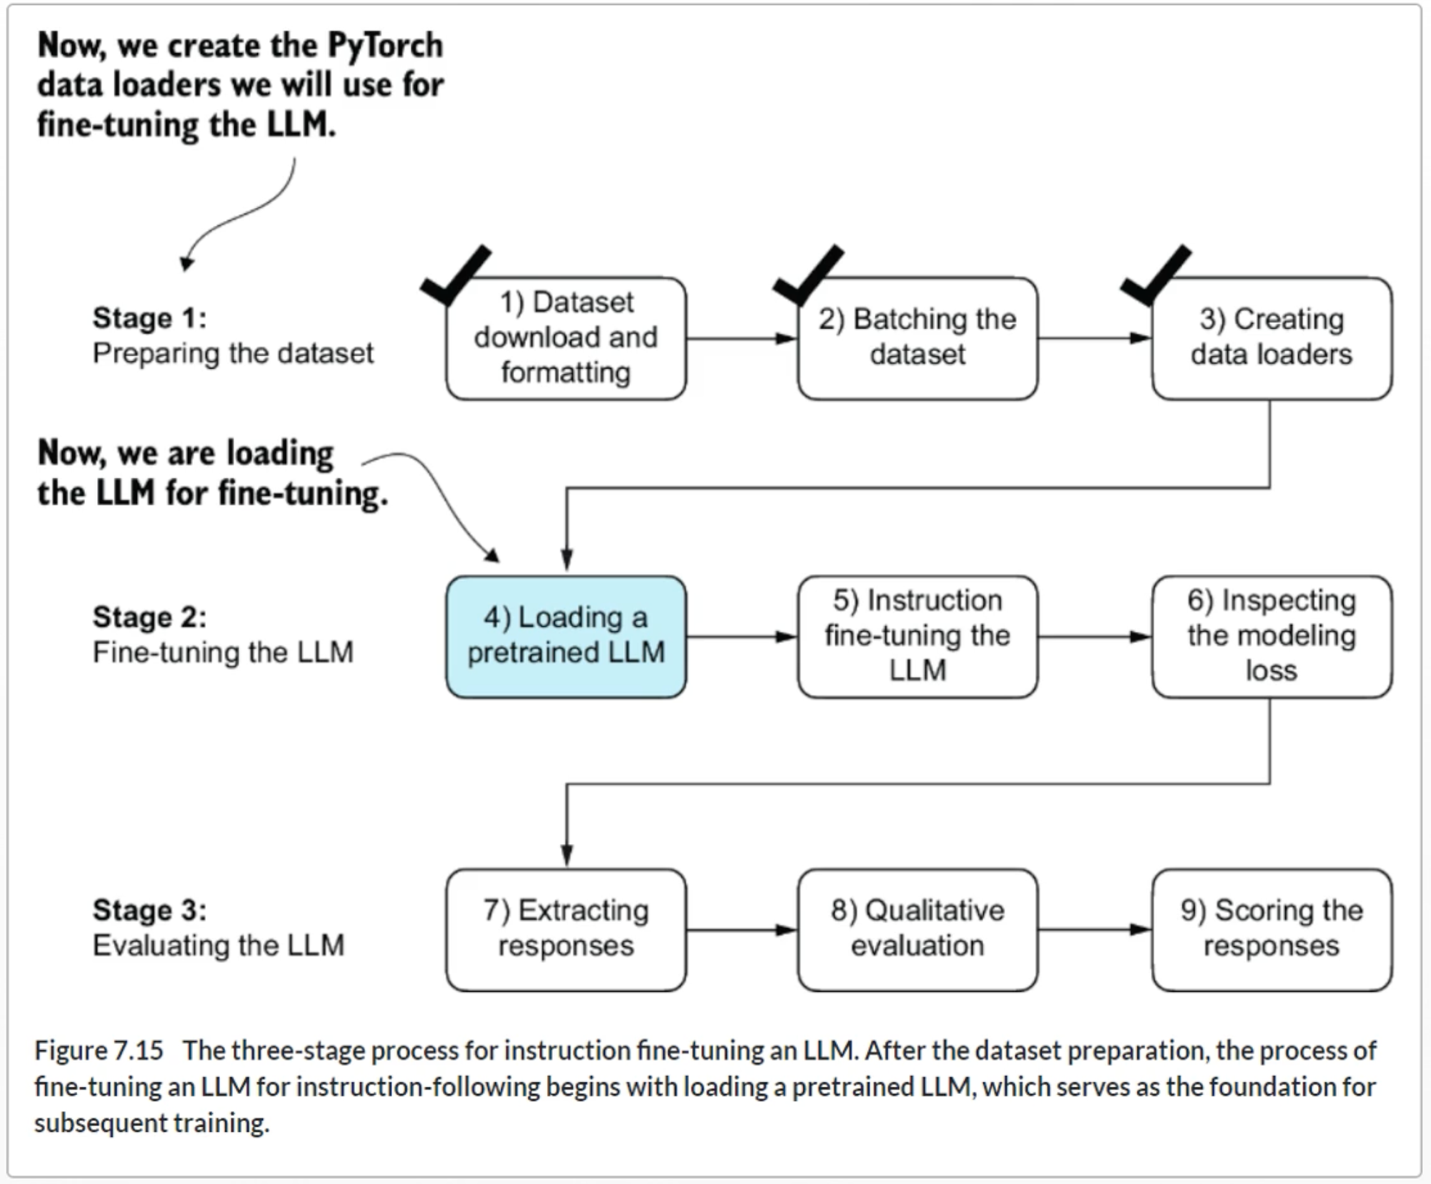 Now, we create the PyTorch
data loaders we will use for
fine-tuning the LLM.
Stage 1:
Preparing the dataset
1) Dataset
download and
formatting
2) Batching the
dataset
3) Creating
data loaders
Now, we are loading
the LLM for fine-tuning.
Stage 2:
Fine-tuning the LLM
4) Loading a
pretrained LLM
5) Instruction
fine-tuning the
LLM
6) Inspecting
the modeling
loss
Stage 3:
Evaluating the LLM
7) Extracting
responses
8) Qualitative
evaluation
9) Scoring the
responses
Figure 7.15 The three-stage process for instruction fine-tuning an LLM. After the dataset preparation, the process of
fine-tuning an LLM for instruction-following begins with loading a pretrained LLM, which serves as the foundation for
subsequent training.